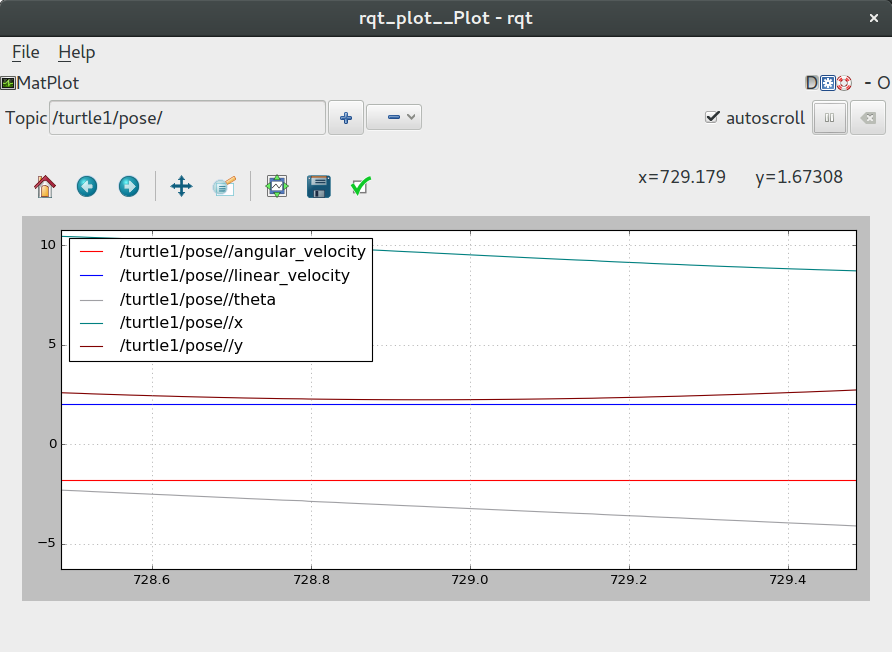 rqt_plot__Plot - rqt ×
File Help
MatPlot D - O
Topic /turtle1/pose/ autoscroll
x=729.179 y=1.67308
/turtle1/pose//angular_velocity
/turtle1/pose//linear_velocity
/turtle1/pose//theta
/turtle1/pose//x
/turtle1/pose//y
10
5
0
−5
728.6 728.8 729.0 729.2 729.4